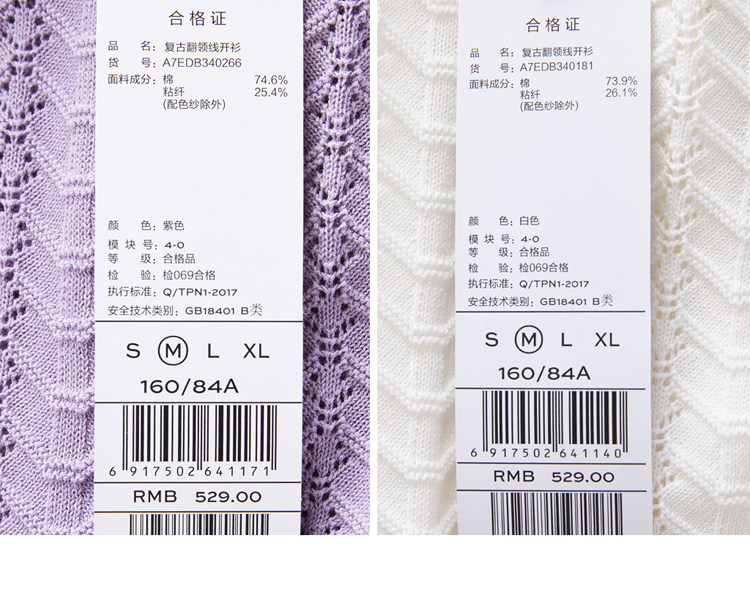 合格证
品 名：复古翻领线开衫
货 号：A7EDB340266
面料成分：棉 74.6%
粘纤 25.4%
(配色纱除外)
颜 色：紫色
模 块 号：4-0
等 级：合格品
检 验：检069合格
执行标准：Q/TPN1-2017
安全技术类别：GB18401 B类
S M L XL
160/84A
6 917502 641171
RMB 529.00
合格证
品 名：复古翻领线开衫
货 号：A7EDB340181
面料成分：棉 73.9%
粘纤 26.1%
(配色纱除外)
颜 色：白色
模 块 号：4-0
等 级：合格品
检 验：检069合格
执行标准：Q/TPN1-2017
安全技术类别：GB18401 B类
S M L XL
160/84A
6 917502 641140
RMB 529.00